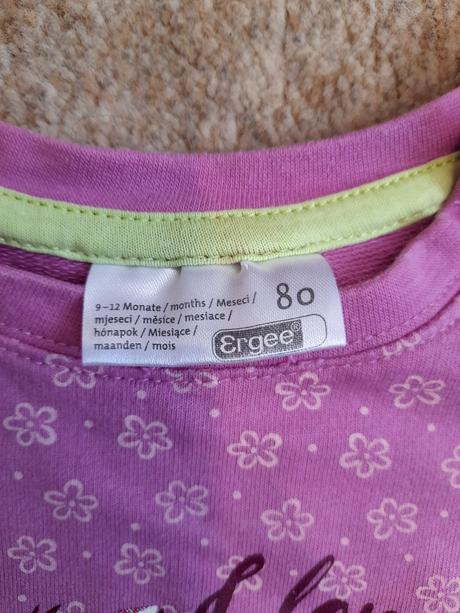 9–12 Monate / months / Meseci /
mjeseci / měsíce / mesiace /
hónapok / Miesiące /
maanden / mois
80
ergee®